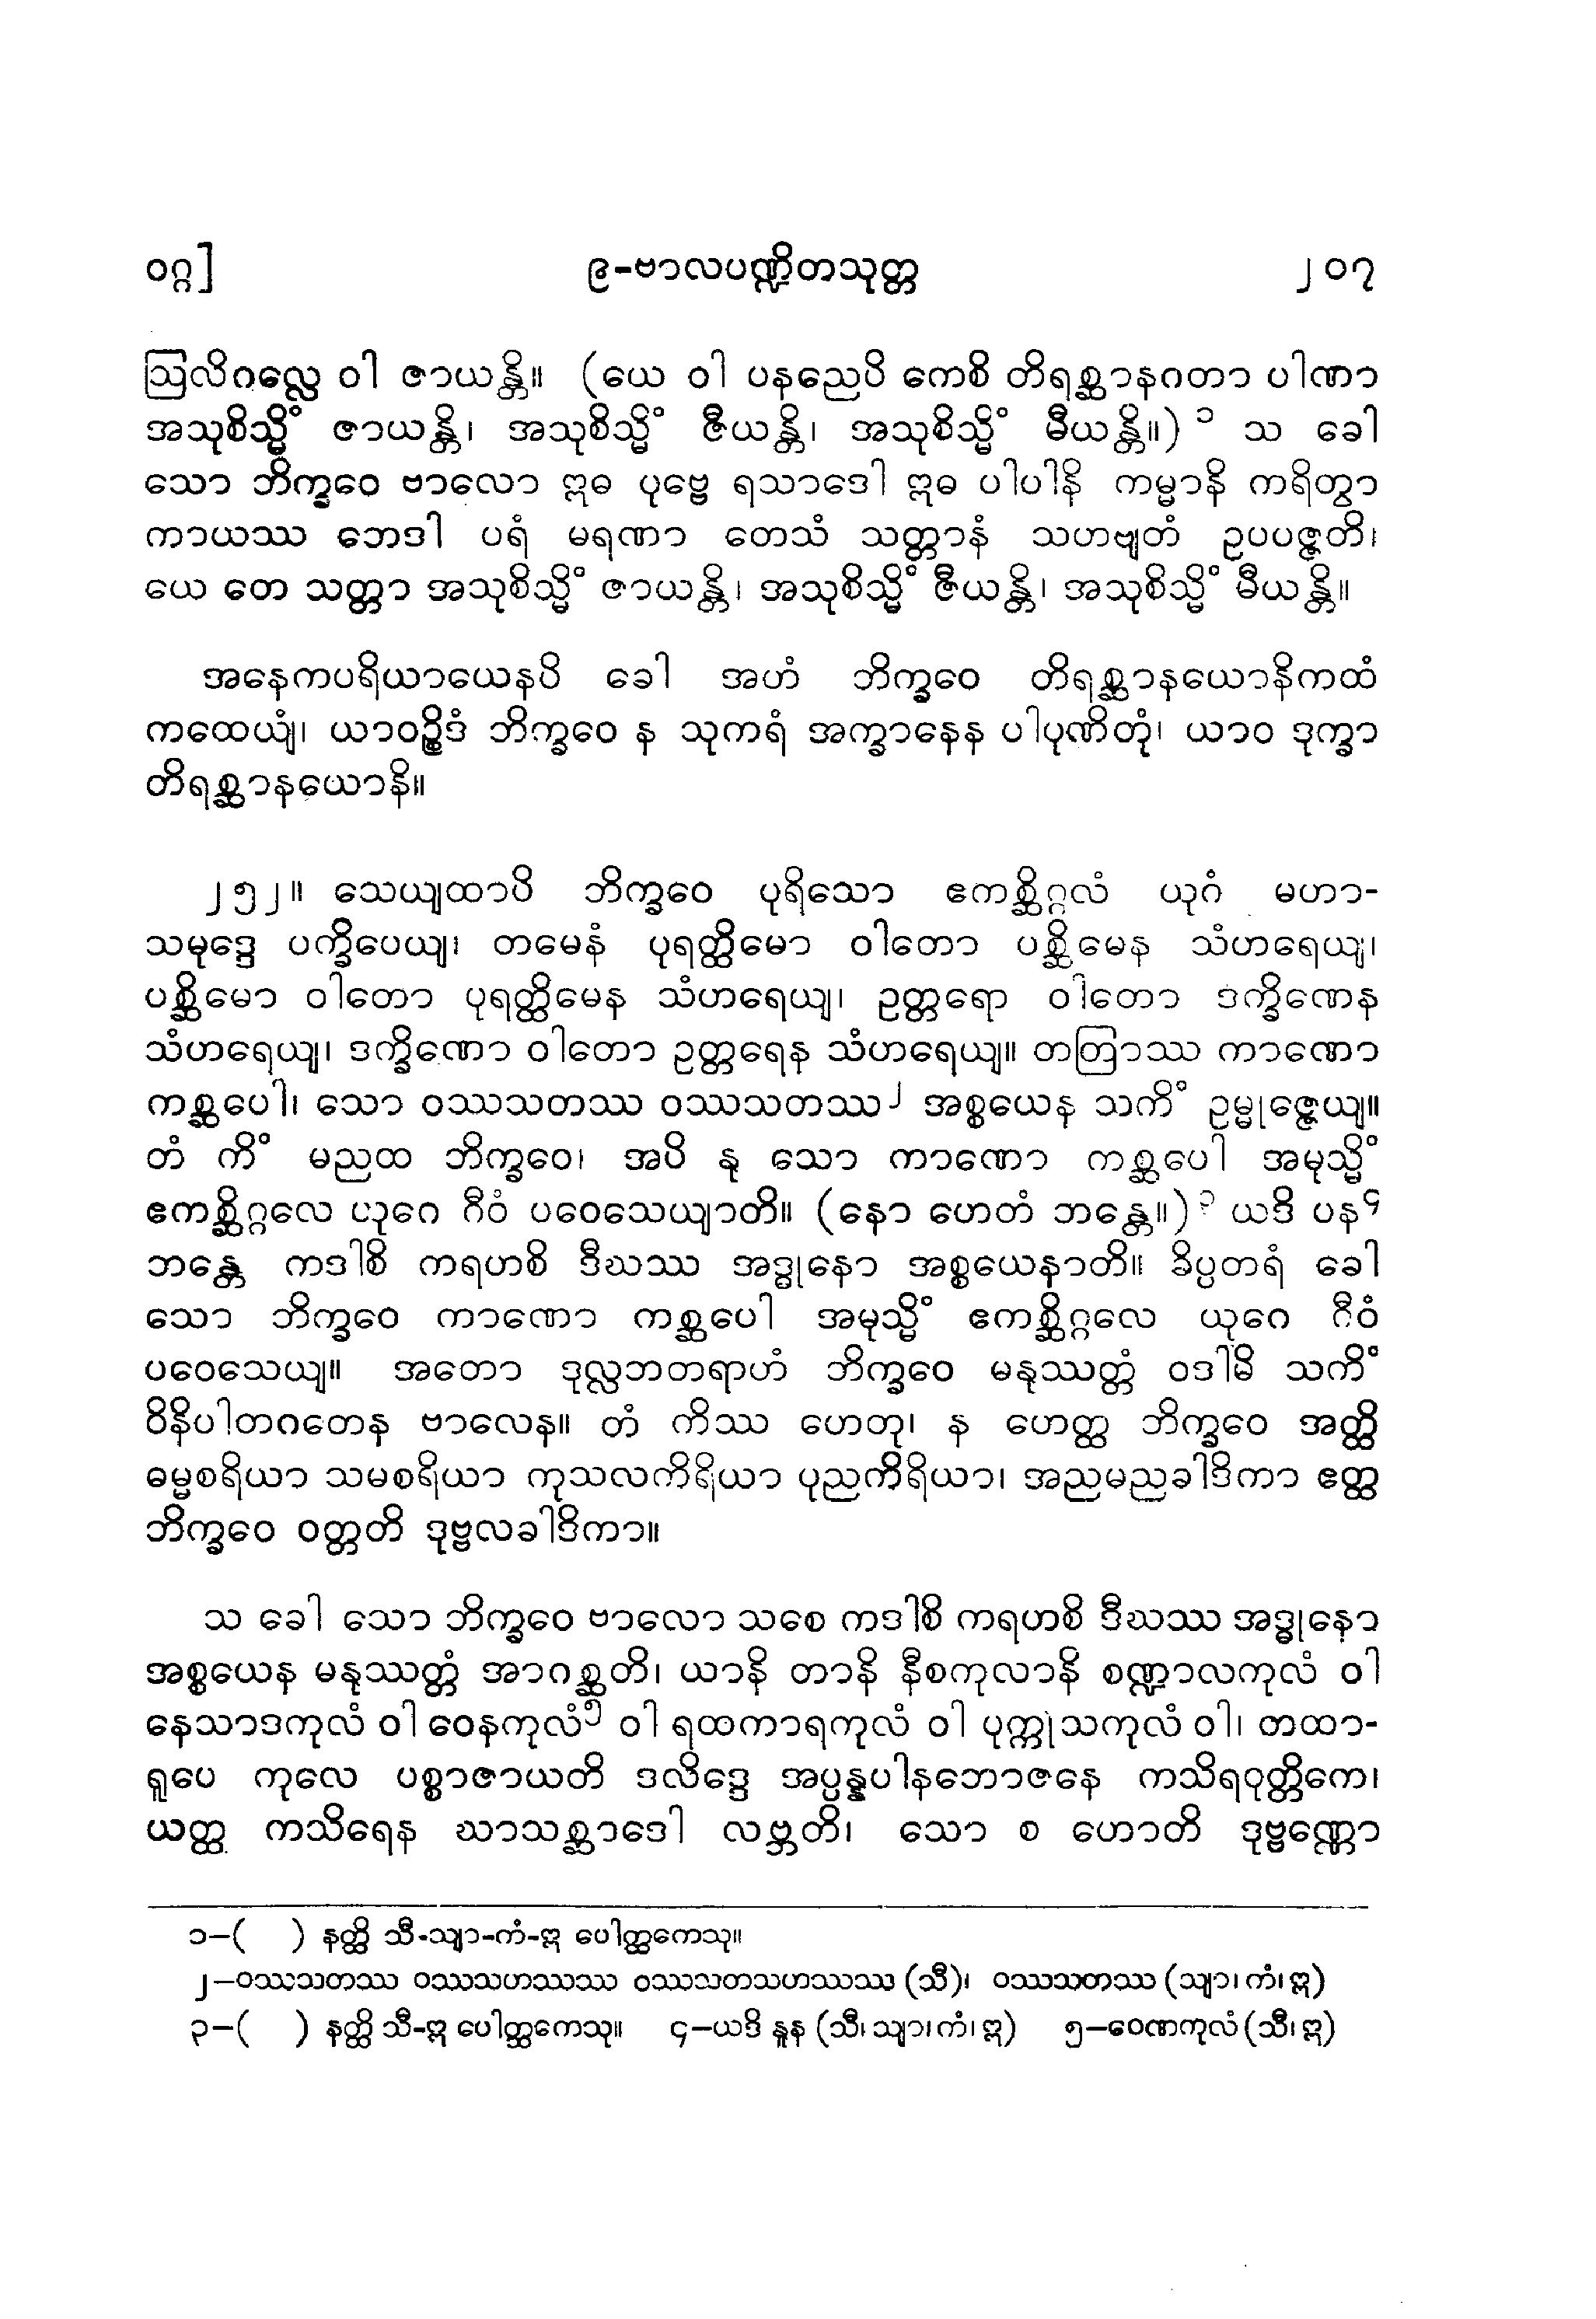 ၀ဂ္ဂ]
၉-ဗာလပဏ္ဍိတသုတ္တ
၂၀၇
ဩလိဂလ္လေ ဝါ ဇာယန္တိ။ (ယေ ဝါ ပနညေပိ ကေစိ တိရစ္ဆာနဂတာ ပါဏာ
အသုစိသ္မိံ ဇာယန္တိ၊ အသုစိသ္မိံ ဇီယန္တိ၊ အသုစိသ္မိံ မီယန္တိ။) ၁ သ ခေါ
သော ဘိက္ခဝေ ဗာလော ဣဓ ပုဗ္ဗေ ရသာဒေါ ဣဓ ပါပါနိ ကမ္မာနိ ကရိတွာ
ကာယဿ ဘေဒါ ပရံ မရဏာ တေသံ သတ္တာနံ သဟဗျတံ ဥပပဇ္ဇတိ၊
ယေ တေ သတ္တာ အသုစိသ္မိံ ဇာယန္တိ၊ အသုစိသ္မိံ ဇီယန္တိ၊ အသုစိသ္မိံ မီယန္တိ။
အနေကပရိယာယေနပိ ခေါ အဟံ ဘိက္ခဝေ တိရစ္ဆာနယောနိကထံ
ကထေယျံ၊ ယာဝဉ္စိဒံ ဘိက္ခဝေ န သုကရံ အက္ခာနေန ပါပုဏိတုံ၊ ယာဝ ဒုက္ခာ
တိရစ္ဆာနယောနိ။
၂၅၂။ သေယျထာပိ ဘိက္ခဝေ ပုရိသော ဧကစ္ဆိဂ္ဂလံ ယုဂံ မဟာ-
သမုဒ္ဒေ ပက္ခိပေယျ၊ တမေနံ ပုရတ္ထိမော ဝါတော ပစ္ဆိမေန သံဟရေယျ၊
ပစ္ဆိမော ဝါတော ပုရတ္ထိမေန သံဟရေယျ၊ ဥတ္တရော ဝါတော ဒက္ခိဏေန
သံဟရေယျ၊ ဒက္ခိဏော ဝါတော ဥတ္တရေန သံဟရေယျ။ တတြာဿ ကာဏော
ကစ္ဆပေါ၊ သော ဝဿသတဿ ဝဿသတဿ၂ အစ္စယေန သကိံ ဥမ္မုဇ္ဇေယျ။
တံ ကိံ မညထ ဘိက္ခဝေ၊ အပိ နု သော ကာဏော ကစ္ဆပေါ အမုသ္မိံ
ဧကစ္ဆိဂ္ဂလေ ယုဂေ ဂီဝံ ပဝေသေယျာတိ။ (နော ဟေတံ ဘန္တေ။)၃ ယဒိ ပန၄
ဘန္တေ ကဒါစိ ကရဟစိ ဒီဃဿ အဒ္ဓုနော အစ္စယေနာတိ။ ခိပ္ပတရံ ခေါ
သော ဘိက္ခဝေ ကာဏော ကစ္ဆပေါ အမုသ္မိံ ဧကစ္ဆိဂ္ဂလေ ယုဂေ ဂီဝံ
ပဝေသေယျ။ အတော ဒုလ္လဘတရာဟံ ဘိက္ခဝေ မနုဿတ္တံ ဝဒါမိ သကိံ
ဝိနိပါတဂတေန ဗာလေန။ တံ ကိဿ ဟေတု၊ န ဟေတ္ထ ဘိက္ခဝေ အတ္ထိ
ဓမ္မစရိယာ သမစရိယာ ကုသလကိရိယာ ပုညကိရိယာ၊ အညမညခါဒိကာ ဧတ္ထ
ဘိက္ခဝေ ဝတ္တတိ ဒုဗ္ဗလခါဒိကာ။
သ ခေါ သော ဘိက္ခဝေ ဗာလော သစေ ကဒါစိ ကရဟစိ ဒီဃဿ အဒ္ဓုနော
အစ္စယေန မနုဿတ္တံ အာဂစ္ဆတိ၊ ယာနိ တာနိ နီစကုလာနိ စဏ္ဍာလကုလံ ဝါ
နေသာဒကုလံ ဝါ ဝေနကုလံ၅ ဝါ ရထကာရကုလံ ဝါ ပုက္ကုသကုလံ ဝါ၊ တထာ-
ရူပေ ကုလေ ပစ္စာဇာယတိ ဒလိဒ္ဒေ အပ္ပန္နပါနဘောဇနေ ကသိရဝုတ္တိကေ၊
ယတ္ထ ကသိရေန ဃာသစ္ဆာဒေါ လဗ္ဘတိ၊ သော စ ဟောတိ ဒုဗ္ဗဏ္ဏော
၁–( ) နတ္ထိ သီ-သျာ-ကံ-ဣ ပေါတ္ထကေသု။
၂–ဝဿသတဿ ဝဿသဟဿဿ ဝဿသတသဟဿဿ (သီ)၊ ဝဿသတဿ (သျာ၊ ကံ၊ ဣ)
၃–( ) နတ္ထိ သီ-ဣ ပေါတ္ထကေသု။ ၄–ယဒိ နူန (သီ၊ သျာ၊ ကံ၊ ဣ) ၅–ဝေဏကုလံ (သီ၊ ဣ)